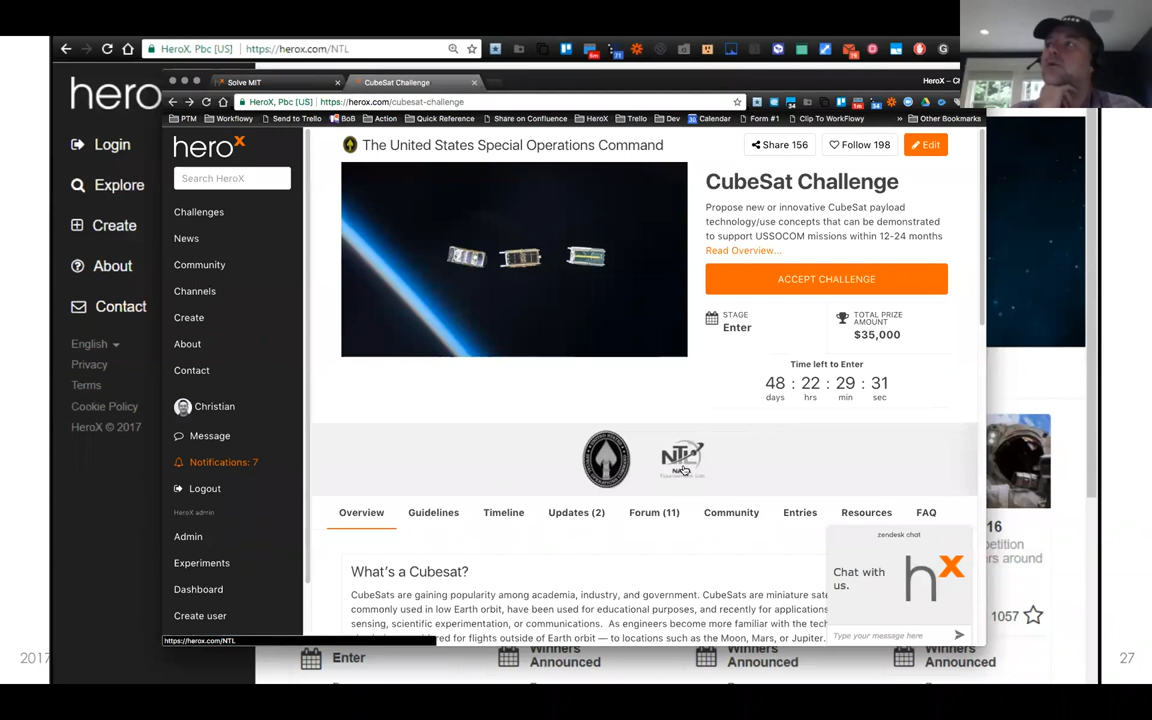 HeroX, Pbc [US]
https://herox.com/NTL
herox
Login
Explore
Create
About
Contact
English
Privacy
Terms
Cookie Policy
HeroX © 2017
Solve MIT
CubeSat Challenge
HeroX – C
HeroX, Pbc [US]
https://herox.com/cubesat-challenge
PTM
Workflowy
Send to Trello
BoB
Action
Quick Reference
Share on Confluence
HeroX
Trello
Dev
Calendar
Form #1
Clip To WorkFlowy
Other Bookmarks
herox
Search HeroX
Challenges
News
Community
Channels
Create
About
Contact
Christian
Message
Notifications: 7
Logout
HeroX admin
Admin
Experiments
Dashboard
Create user
https://herox.com/NTL
The United States Special Operations Command
Share 156
Follow 198
Edit
CubeSat Challenge
Propose new or innovative CubeSat payload
technology/use concepts that can be demonstrated
to support USSOCOM missions within 12-24 months
Read Overview...
ACCEPT CHALLENGE
STAGE
Enter
TOTAL PRIZE
AMOUNT
$35,000
Time left to Enter
48 : 22 : 29 : 31
days hrs min sec
NTL
Overview
Guidelines
Timeline
Updates (2)
Forum (11)
Community
Entries
Resources
FAQ
What's a Cubesat?
CubeSats are gaining popularity among academia, industry, and government. CubeSats are miniature sate
commonly used in low Earth orbit, have been used for educational purposes, and recently for applications
sensing, scientific experimentation, or communications. As engineers become more familiar with the tech
for flights outside of Earth orbit — to locations such as the Moon, Mars, or Jupiter.
zendesk chat
Chat with
us.
hx
Type your message here
16
petition
ers around
1057
Enter
Winners
Announced
Winners
Announced
Winners
Announced
2017
27